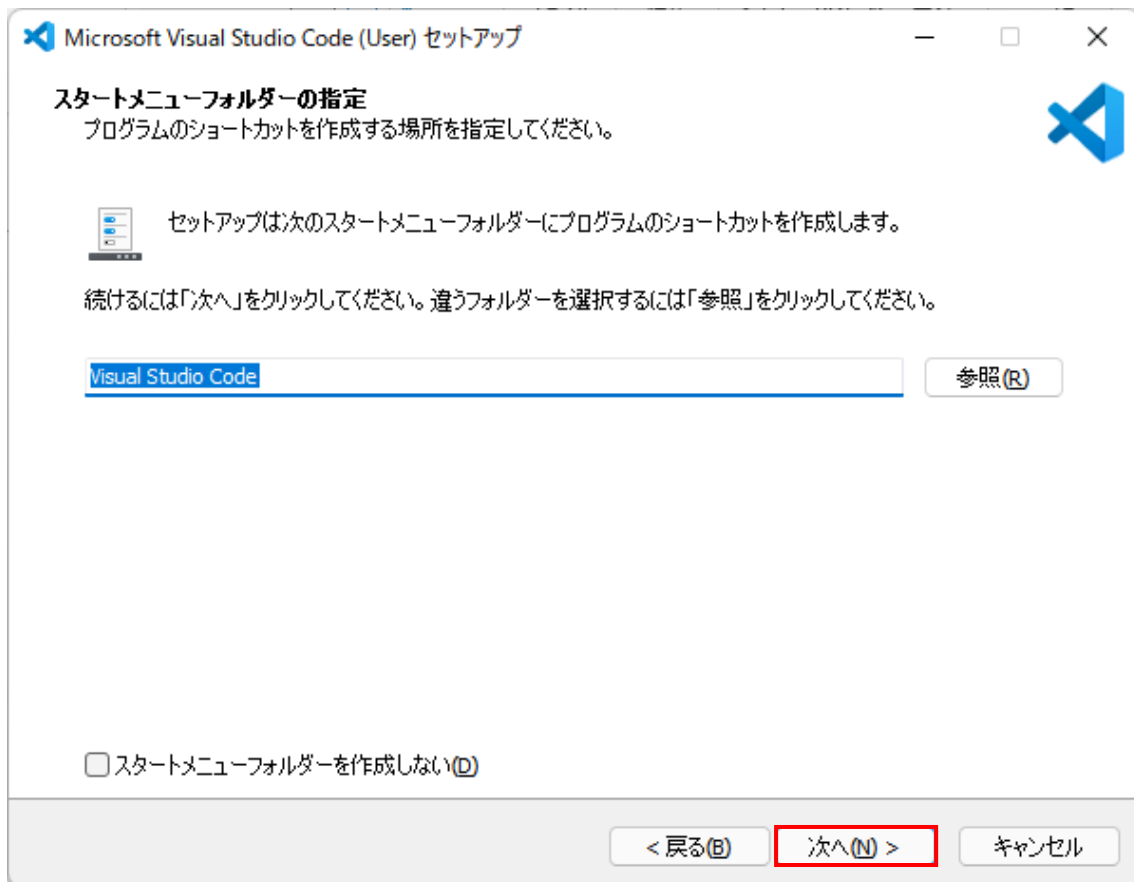 Microsoft Visual Studio Code (User) セットアップ
スタートメニューフォルダーの指定
プログラムのショートカットを作成する場所を指定してください。
セットアップは次のスタートメニューフォルダーにプログラムのショートカットを作成します。
続けるには「次へ」をクリックしてください。違うフォルダーを選択するには「参照」をクリックしてください。
Visual Studio Code 参照(R)
スタートメニューフォルダーを作成しない(D)
< 戻る(B) 次へ(N) > キャンセル